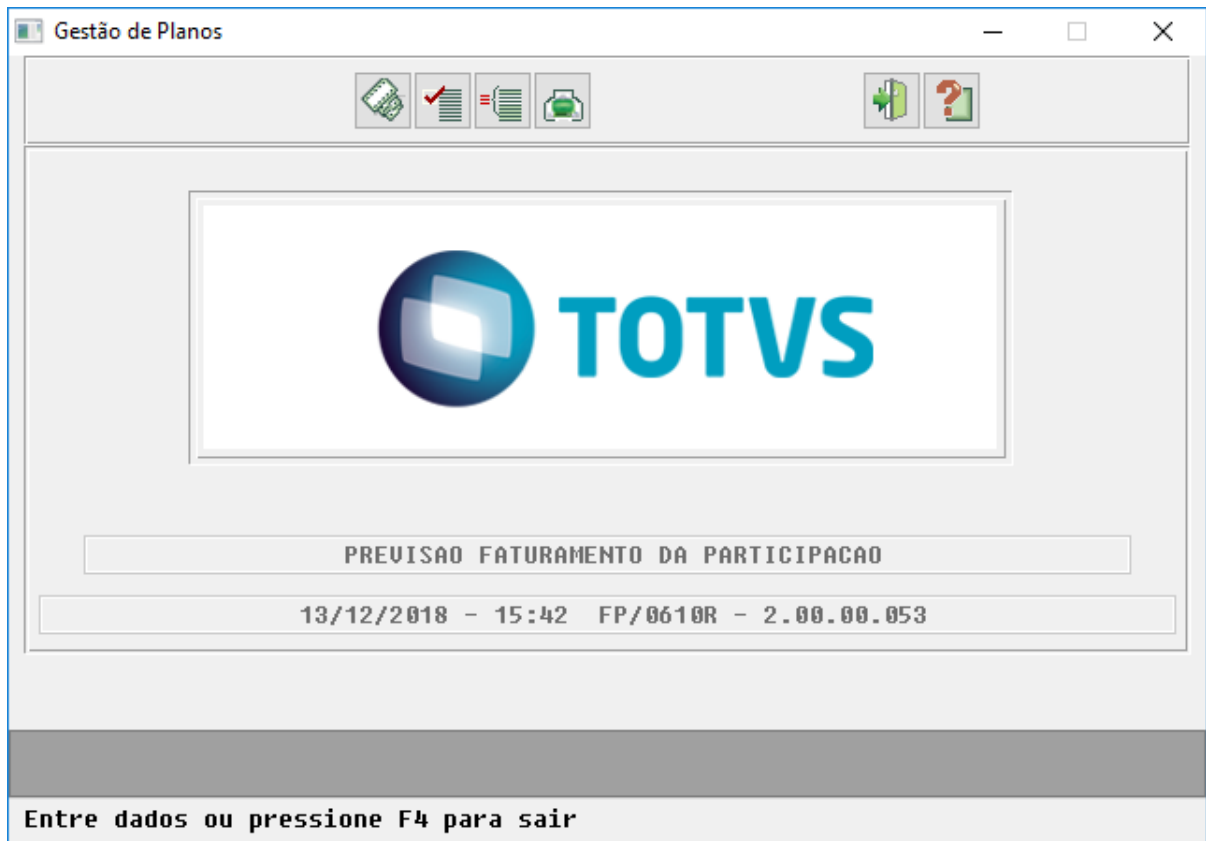 Gestão de Planos
TOTVS
PREVISAO FATURAMENTO DA PARTICIPACAO
13/12/2018 - 15:42  FP/0610R - 2.00.00.053
Entre dados ou pressione F4 para sair